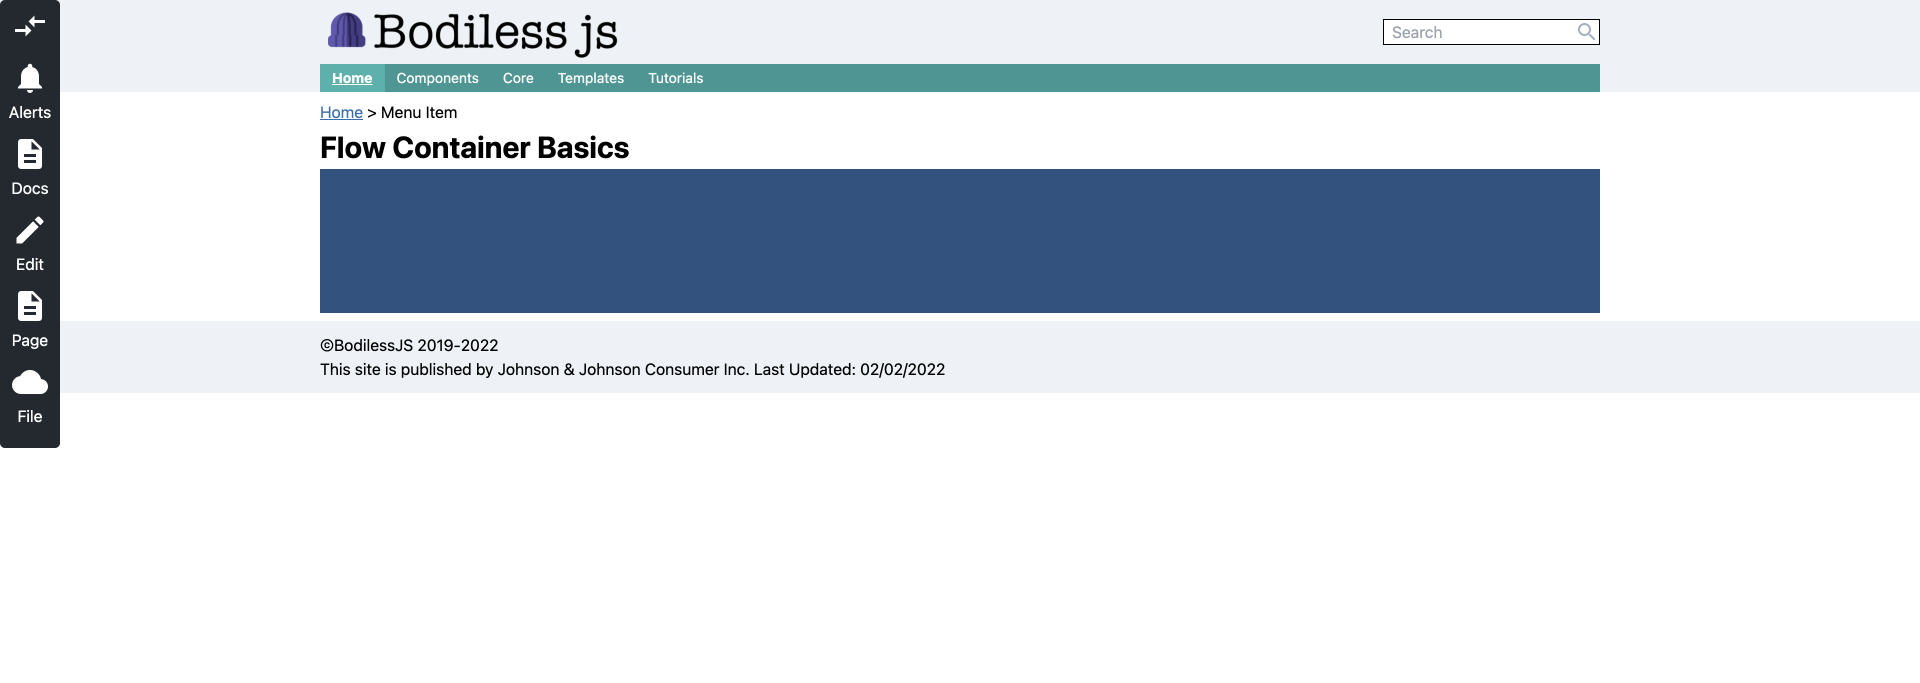 Bodiless js
Search
Home Components Core Templates Tutorials
Home > Menu Item
Flow Container Basics
Alerts
Docs
Edit
Page
File
©BodilessJS 2019-2022
This site is published by Johnson & Johnson Consumer Inc. Last Updated: 02/02/2022